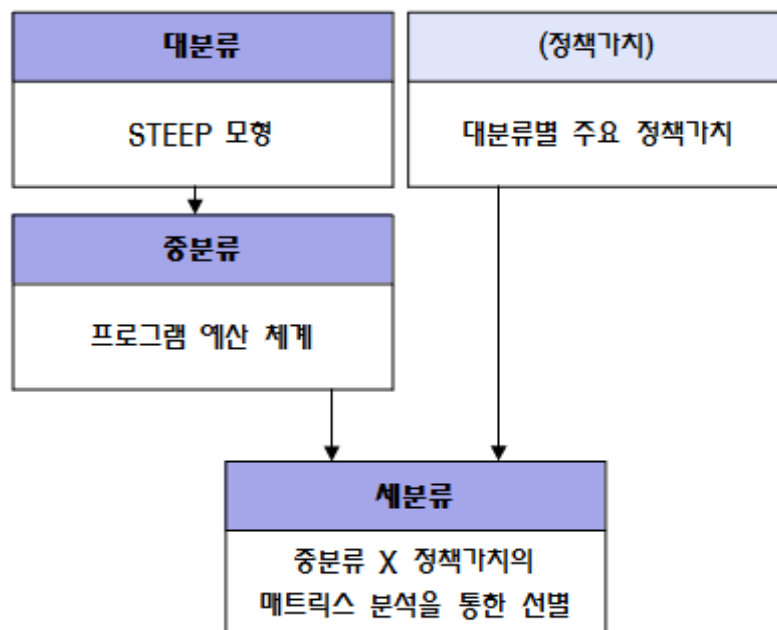 대분류
STEEP 모형
(정책가치)
대분류별 주요 정책가치
중분류
프로그램 예산 체계
세분류
중분류 X 정책가치의
매트릭스 분석을 통한 선별